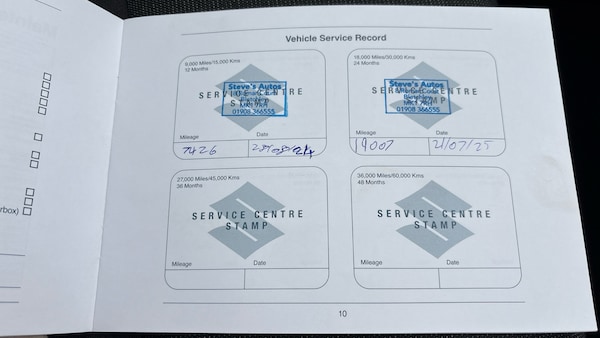 Vehicle Service Record
9,000 Miles/15,000 Kms
12 Months
Steve's Autos
01908 366555
SERVICE CENTRE
STAMP
Mileage
Date
7426
18,000 Miles/30,000 Kms
24 Months
Steve's Autos
01908 366555
SERVICE CENTRE
STAMP
Mileage
Date
19007
21/07/25
27,000 Miles/45,000 Kms
36 Months
SERVICE CENTRE
STAMP
Mileage
Date
36,000 Miles/60,000 Kms
48 Months
SERVICE CENTRE
STAMP
Mileage
Date
rbox)
10